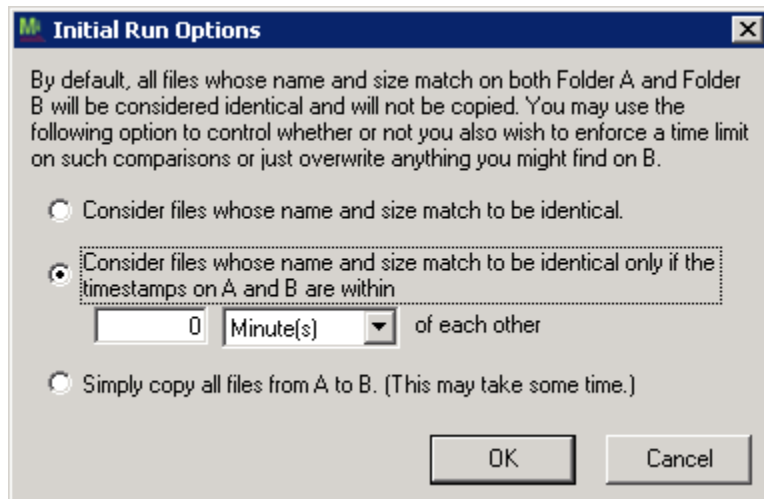 Initial Run Options
By default, all files whose name and size match on both Folder A and Folder
B will be considered identical and will not be copied. You may use the
following option to control whether or not you also wish to enforce a time limit
on such comparisons or just overwrite anything you might find on B.
Consider files whose name and size match to be identical.
Consider files whose name and size match to be identical only if the
timestamps on A and B are within
0 Minute(s) of each other
Simply copy all files from A to B. (This may take some time.)
OK Cancel